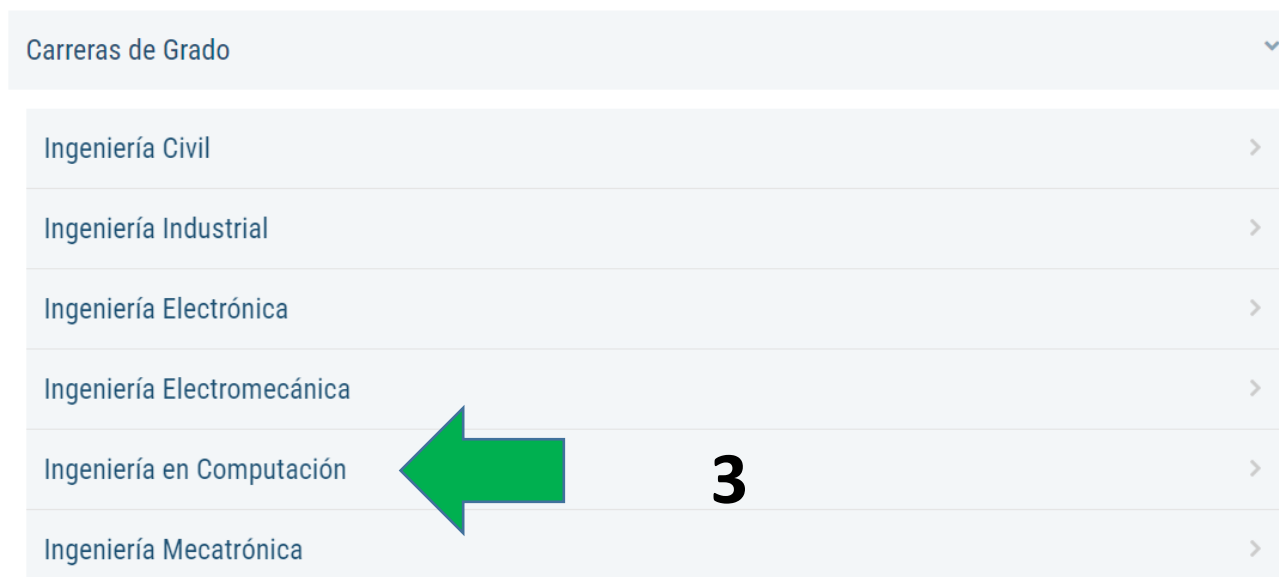 Carreras de Grado
Ingeniería Civil
Ingeniería Industrial
Ingeniería Electrónica
Ingeniería Electromecánica
Ingeniería en Computación 3
Ingeniería Mecatrónica